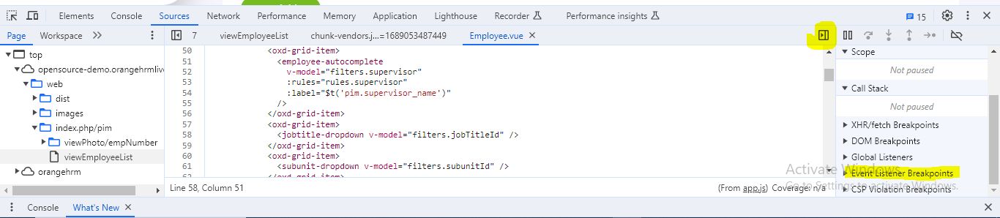 Elements Console Sources Network Performance Memory Application Lighthouse Recorder Performance insights 15
Page Workspace 7 viewEmployeeList chunk-vendors.j...=1689053487449 Employee.vue
top
opensource-demo.orangehrmlive
web
dist
images
index.php/pim
viewPhoto/empNumber
viewEmployeeList
orangehrm
50 <oxd-grid-item>
51 <employee-autocomplete
52 v-model="filters.supervisor"
53 :rules="rules.supervisor"
54 :label="$t('pim.supervisor_name')"
55 />
56 </oxd-grid-item>
57 <oxd-grid-item>
58 <jobtitle-dropdown v-model="filters.jobTitleId" />
59 </oxd-grid-item>
60 <oxd-grid-item>
61 <subunit-dropdown v-model="filters.subunitId" />
62 </oxd-grid-item>
Line 58, Column 51 (From app.js) Coverage: n/a
Scope
Not paused
Call Stack
Not paused
XHR/fetch Breakpoints
DOM Breakpoints
Global Listeners
Event Listener Breakpoints
CSP Violation Breakpoints
Activate Windows
Go to Settings to activate Windows.
Console What's New